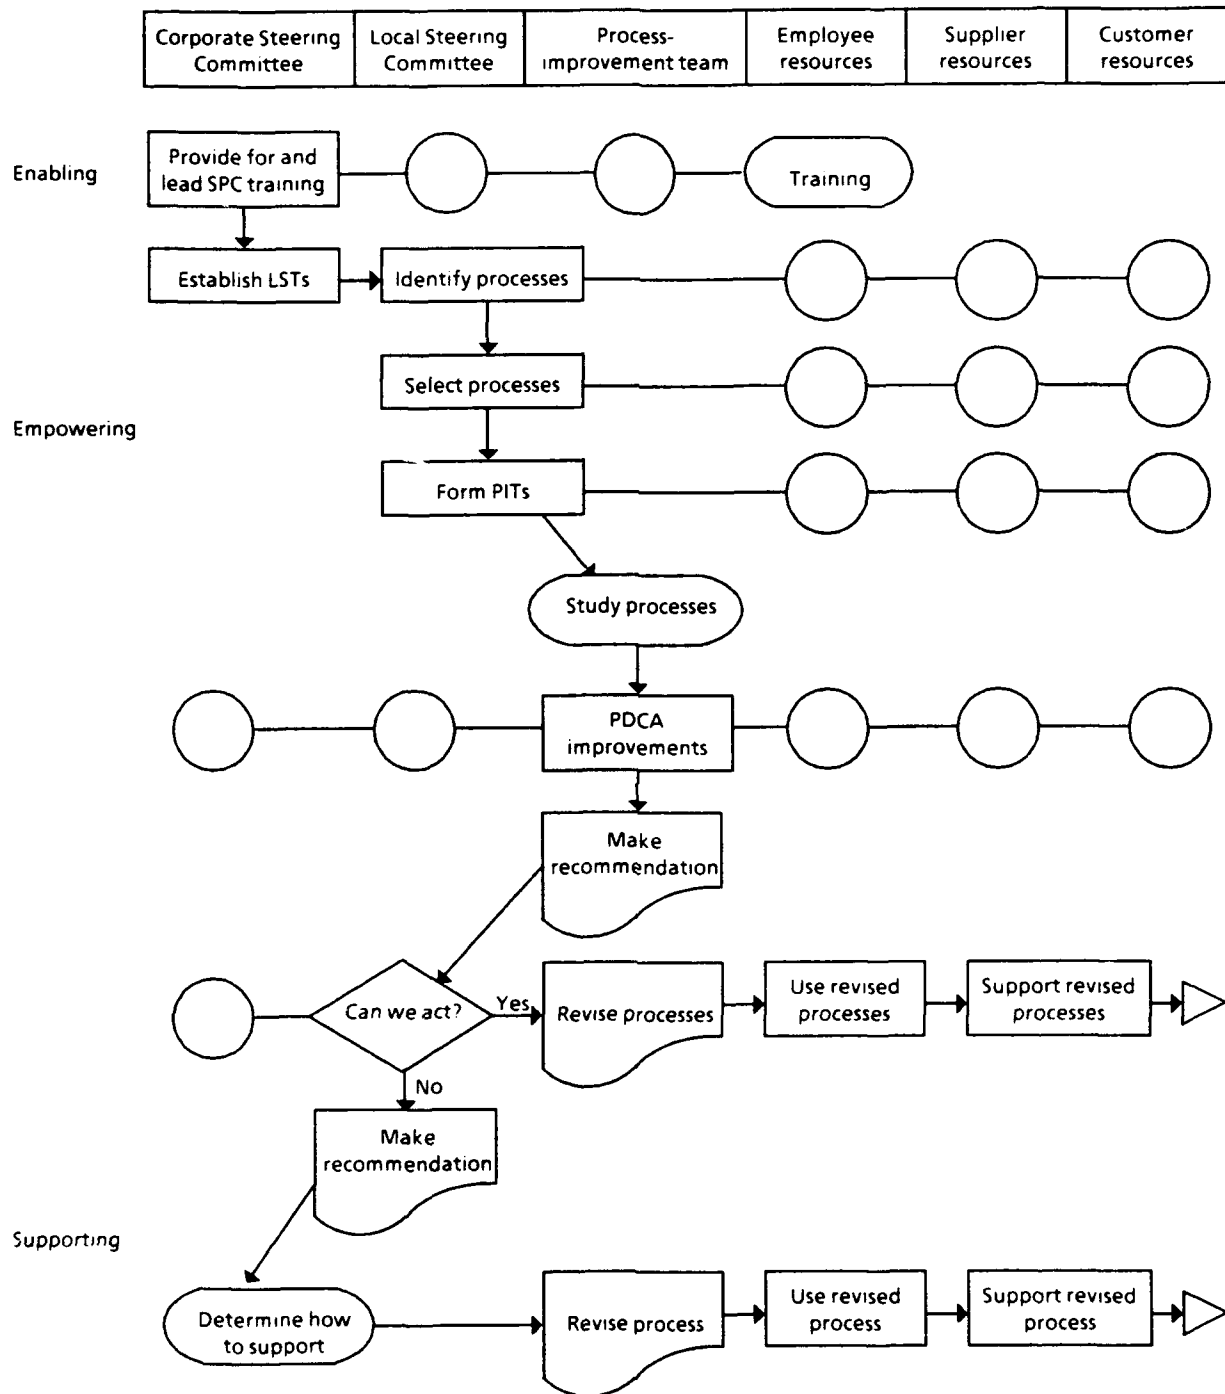 Corporate Steering
Committee
Local Steering
Committee
Process-
improvement team
Employee
resources
Supplier
resources
Customer
resources
Enabling
Provide for and
lead SPC training
Training
Establish LSTs
Identify processes
Select processes
Empowering
Form PITs
Study processes
PDCA
improvements
Make
recommendation
Can we act?
Yes
Revise processes
Use revised
processes
Support revised
processes
No
Make
recommendation
Supporting
Determine how
to support
Revise process
Use revised
process
Support revised
process